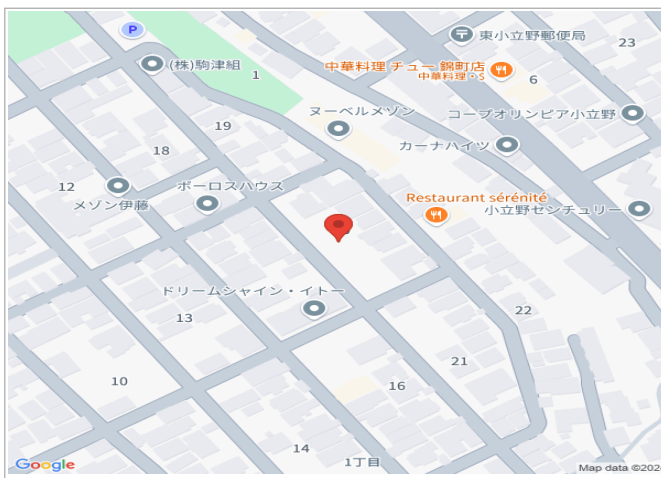 P
東小立野郵便局
23
(株)駒津組
1
中華料理 チュー 錦町店
中華料理・S
6
ヌーベルメゾン
コープオリンピア小立野
19
カーナハイツ
18
12
メゾン伊藤
ボーロスハウス
Restaurant sérénité
小立野センチュリー
ドリームシャイン・イトー
13
22
21
10
16
14
1丁目
Google
Map data ©202